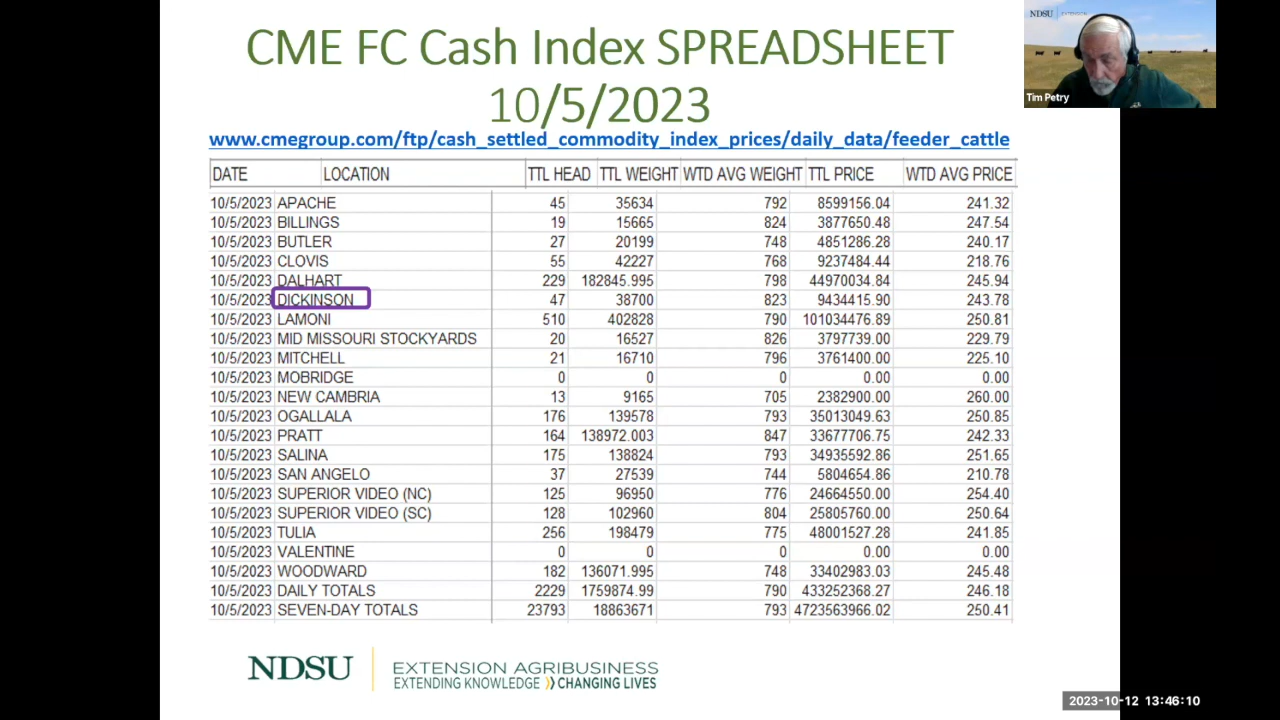 CME FC Cash Index SPREADSHEET
10/5/2023
www.cmegroup.com/ftp/cash_settled_commodity_index_prices/daily_data/feeder_cattle
NDSU EXTENSION
Tim Petry
DATE LOCATION TTL HEAD TTL WEIGHT WTD AVG WEIGHT TTL PRICE WTD AVG PRICE
10/5/2023 APACHE 45 35634 792 8599156.04 241.32
10/5/2023 BILLINGS 19 15665 824 3877650.48 247.54
10/5/2023 BUTLER 27 20199 748 4851286.28 240.17
10/5/2023 CLOVIS 55 42227 768 9237484.44 218.76
10/5/2023 DALHART 229 182845.995 798 44970034.84 245.94
10/5/2023 DICKINSON 47 38700 823 9434415.90 243.78
10/5/2023 LAMONI 510 402828 790 101034476.89 250.81
10/5/2023 MID MISSOURI STOCKYARDS 20 16527 826 3797739.00 229.79
10/5/2023 MITCHELL 21 16710 796 3761400.00 225.10
10/5/2023 MOBRIDGE 0 0 0 0.00 0.00
10/5/2023 NEW CAMBRIA 13 9165 705 2382900.00 260.00
10/5/2023 OGALLALA 176 139578 793 35013049.63 250.85
10/5/2023 PRATT 164 138972.003 847 33677706.75 242.33
10/5/2023 SALINA 175 138824 793 34935592.86 251.65
10/5/2023 SAN ANGELO 37 27539 744 5804654.86 210.78
10/5/2023 SUPERIOR VIDEO (NC) 125 96950 776 24664550.00 254.40
10/5/2023 SUPERIOR VIDEO (SC) 128 102960 804 25805760.00 250.64
10/5/2023 TULIA 256 198479 775 48001527.28 241.85
10/5/2023 VALENTINE 0 0 0 0.00 0.00
10/5/2023 WOODWARD 182 136071.995 748 33402983.03 245.48
10/5/2023 DAILY TOTALS 2229 1759874.99 790 433252368.27 246.18
10/5/2023 SEVEN-DAY TOTALS 23793 18863671 793 4723563966.02 250.41
NDSU EXTENSION AGRIBUSINESS
EXTENDING KNOWLEDGE CHANGING LIVES
2023-10-12 13:46:10